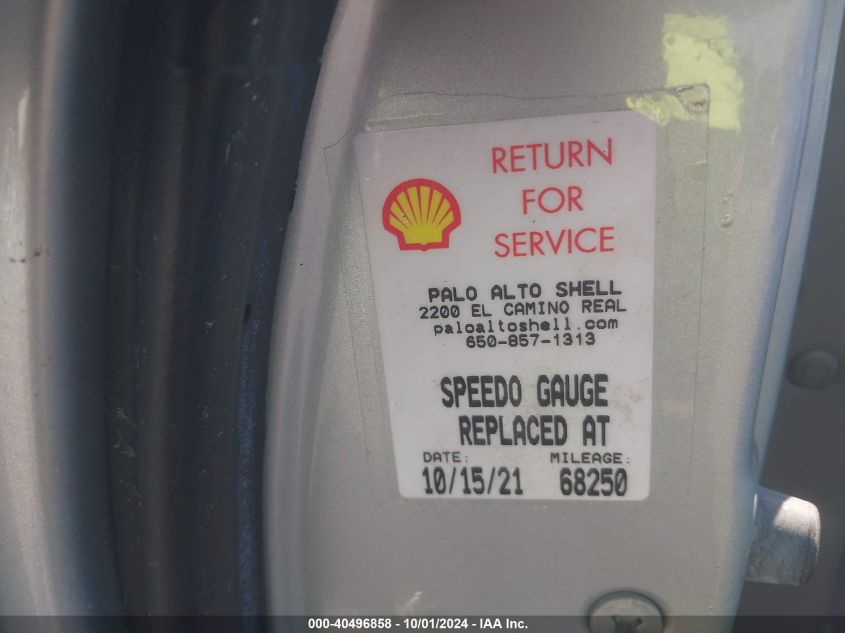 RETURN
FOR
SERVICE
PALO ALTO SHELL
2200 EL CAMINO REAL
paloaltoshell.com
650-857-1313
SPEEDO GAUGE
REPLACED AT
DATE: MILEAGE:
10/15/21 68250
000-40496858 - 10/01/2024 - IAA Inc.